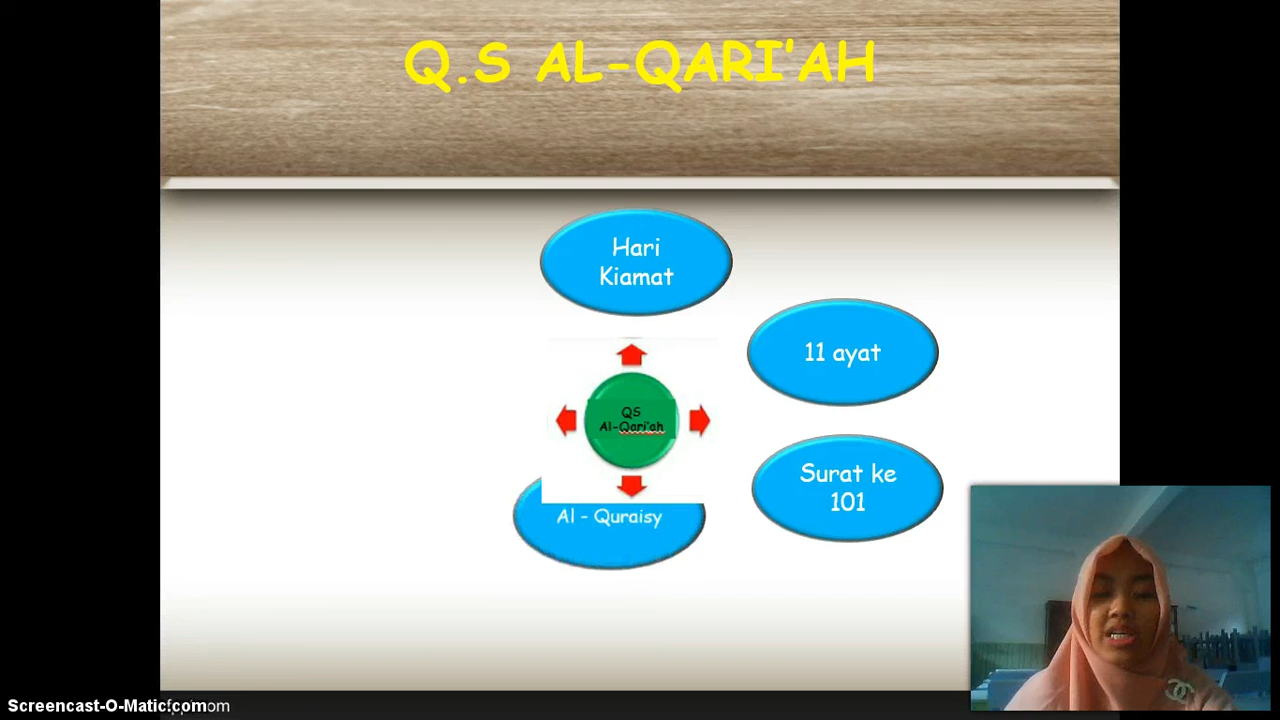 Q.S AL-QARI'AH
Hari
Kiamat
11 ayat
QS
Al-Qari'ah
Surat ke
101
Al - Quraisy
Screencast-O-Matic.com